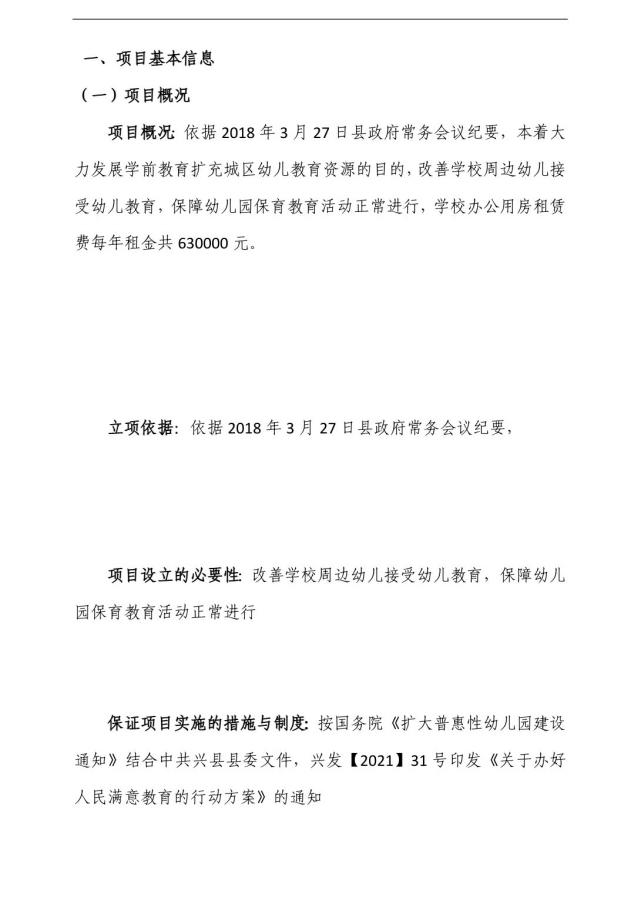 一、项目基本信息
（一）项目概况
项目概况: 依据 2018 年 3 月 27 日县政府常务会议纪要，本着大
力发展学前教育扩充城区幼儿教育资源的目的，改善学校周边幼儿接
受幼儿教育，保障幼儿园保育教育活动正常进行，学校办公用房租赁
费每年租金共 630000 元。
立项依据：依据 2018 年 3 月 27 日县政府常务会议纪要，
项目设立的必要性: 改善学校周边幼儿接受幼儿教育，保障幼儿
园保育教育活动正常进行
保证项目实施的措施与制度: 按国务院《扩大普惠性幼儿园建设
通知》结合中共兴县县委文件，兴发【2021】31 号印发《关于办好
人民满意教育的行动方案》的通知